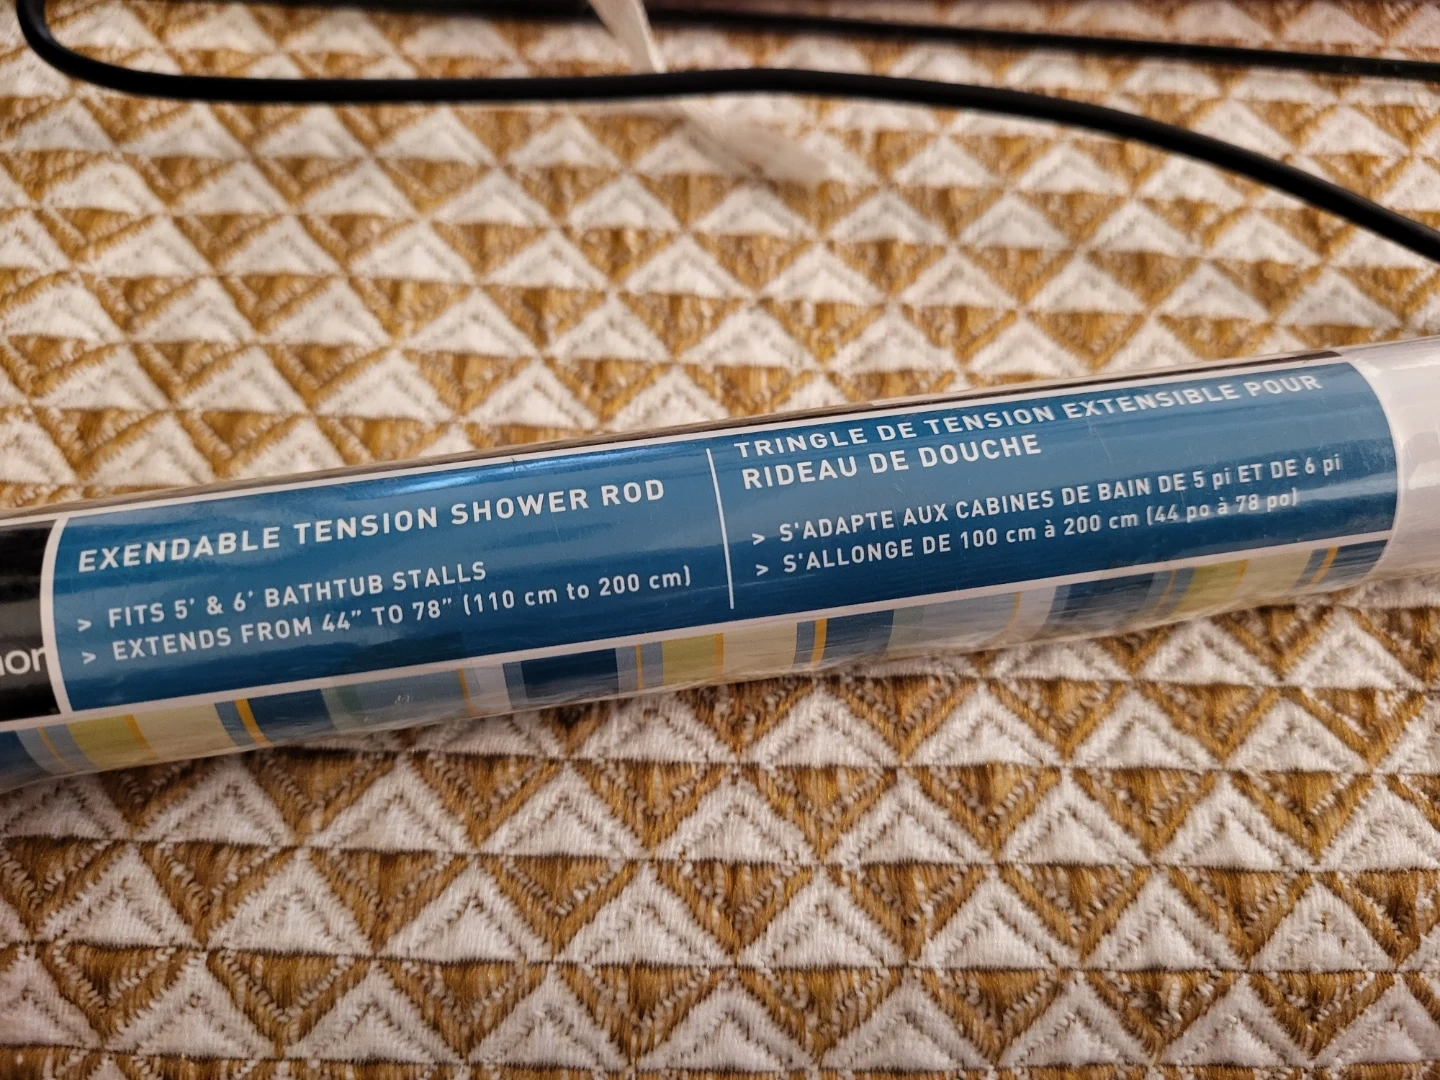 EXENDABLE TENSION SHOWER ROD
> FITS 5' & 6' BATHTUB STALLS
> EXTENDS FROM 44" TO 78" (110 cm to 200 cm)
TRINGLE DE TENSION EXTENSIBLE POUR
RIDEAU DE DOUCHE
> S'ADAPTE AUX CABINES DE BAIN DE 5 pi ET DE 6 pi
> S'ALLONGE DE 100 cm à 200 cm (44 po à 78 po)